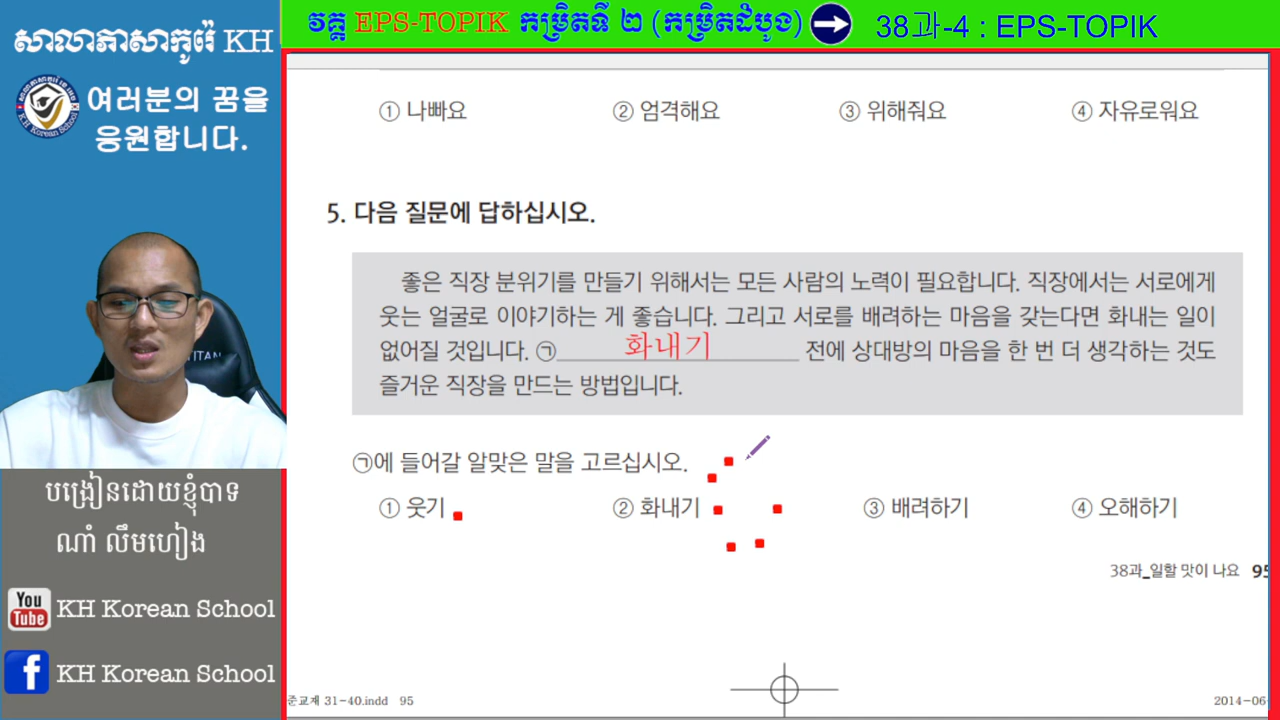 សាលាភាសាកូរ៉េ KH
여러분의 꿈을
응원합니다.
វគ្គ EPS-TOPIK កម្រិតទី ២ (កម្រិតដំបូង) 38과-4 : EPS-TOPIK
① 나빠요 ② 엄격해요 ③ 위해줘요 ④ 자유로워요
5. 다음 질문에 답하십시오.
좋은 직장 분위기를 만들기 위해서는 모든 사람의 노력이 필요합니다. 직장에서는 서로에게
웃는 얼굴로 이야기하는 게 좋습니다. 그리고 서로를 배려하는 마음을 갖는다면 화내는 일이
없어질 것입니다. ㉠ 화내기 전에 상대방의 마음을 한 번 더 생각하는 것도
즐거운 직장을 만드는 방법입니다.
㉠에 들어갈 알맞은 말을 고르십시오.
① 웃기 ② 화내기 ③ 배려하기 ④ 오해하기
38과_일할 맛이 나요 95
준교재 31-40.indd 95
2014-06
TITAN
បង្រៀនដោយខ្ញុំបាទ
ណាំ លឹមហៀង
You Tube KH Korean School
f KH Korean School